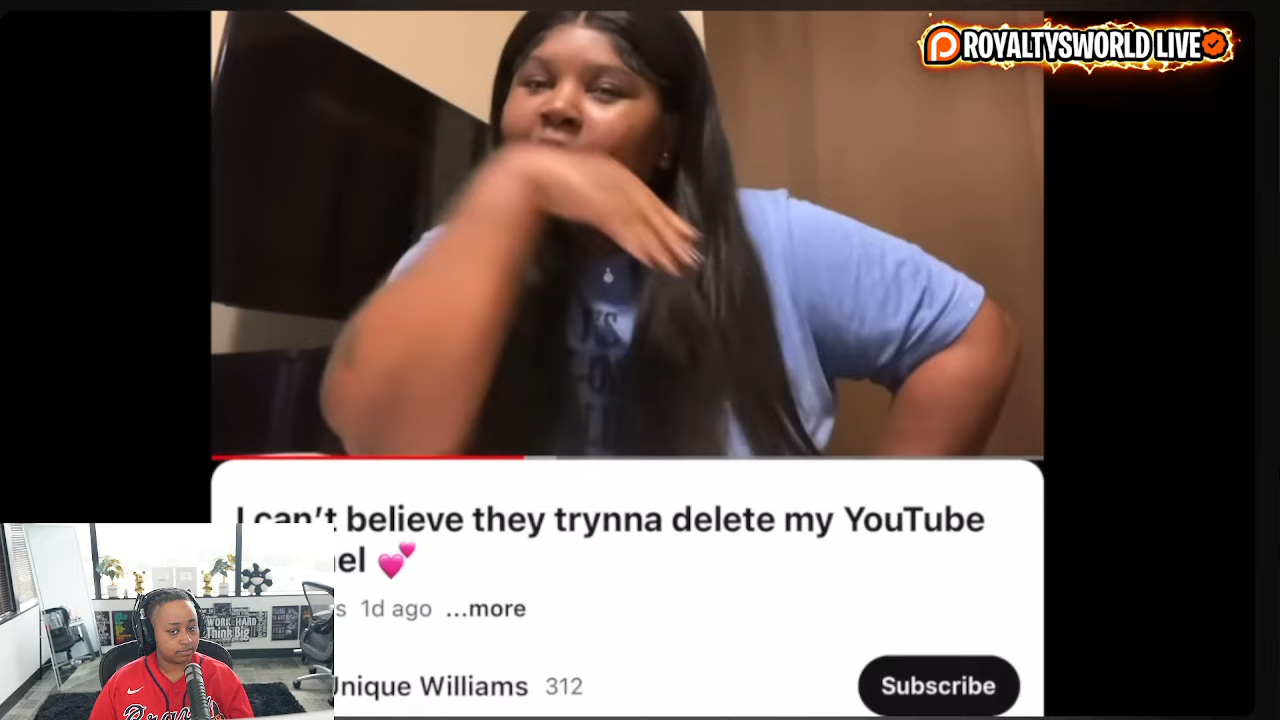 ROYALTYSWORLD LIVE
I can't believe they trynna delete my YouTube
el 💕
s 1d ago ...more
Unique Williams 312
Subscribe
WORK HARD
Think Big